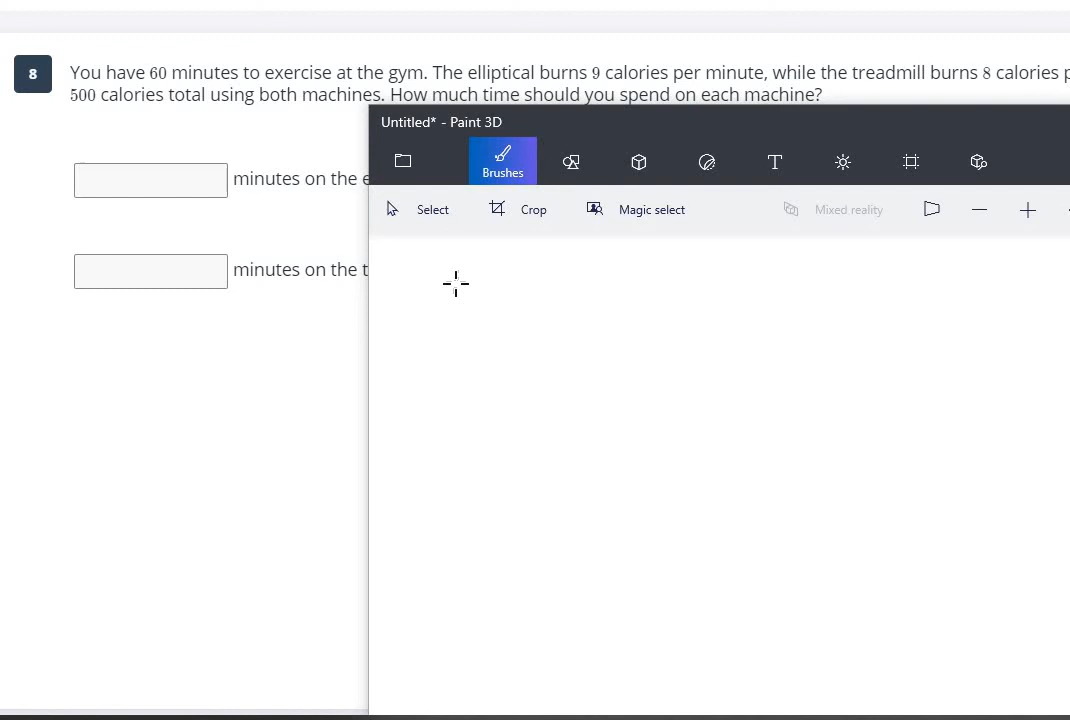 8
You have 60 minutes to exercise at the gym. The elliptical burns 9 calories per minute, while the treadmill burns 8 calories
500 calories total using both machines. How much time should you spend on each machine?
Untitled* - Paint 3D
Brushes
minutes on the
Select Crop Magic select Mixed reality
minutes on the